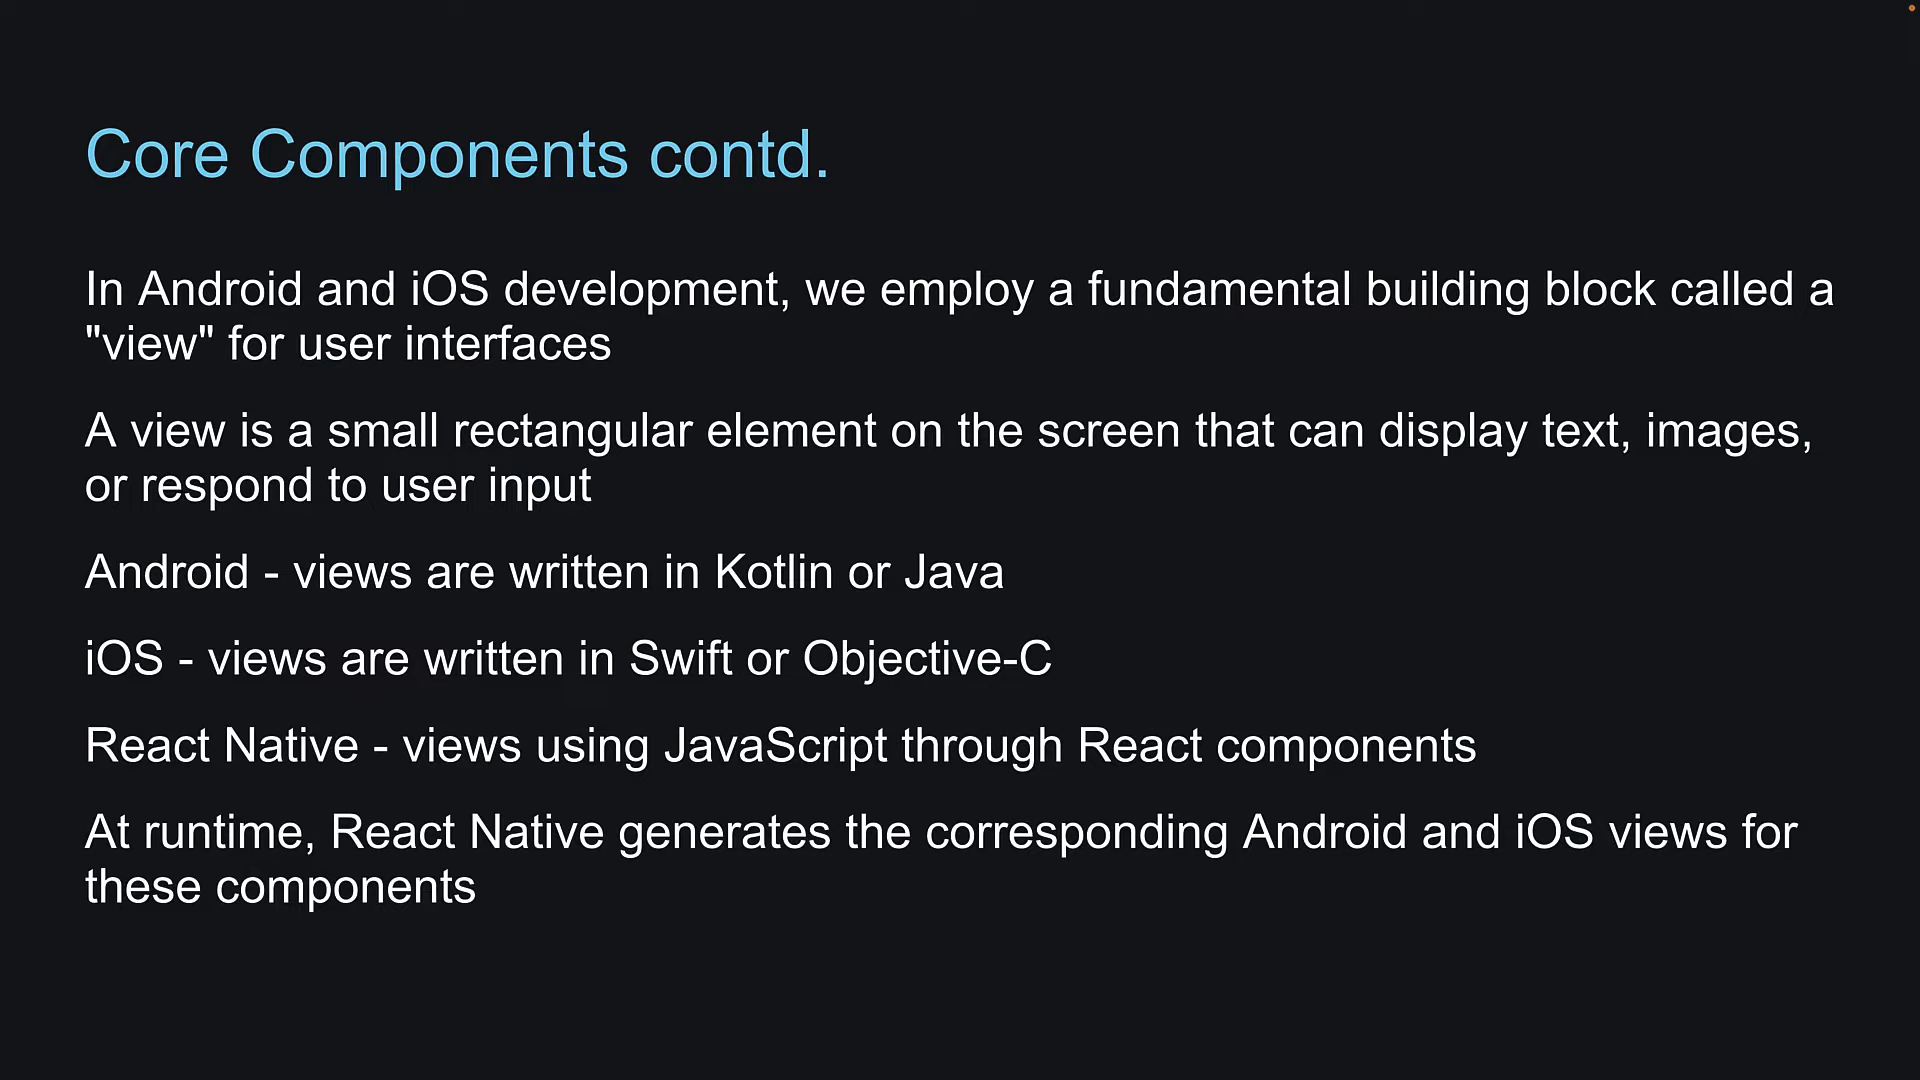 Core Components contd.
In Android and iOS development, we employ a fundamental building block called a
"view" for user interfaces
A view is a small rectangular element on the screen that can display text, images,
or respond to user input
Android - views are written in Kotlin or Java
iOS - views are written in Swift or Objective-C
React Native - views using JavaScript through React components
At runtime, React Native generates the corresponding Android and iOS views for
these components